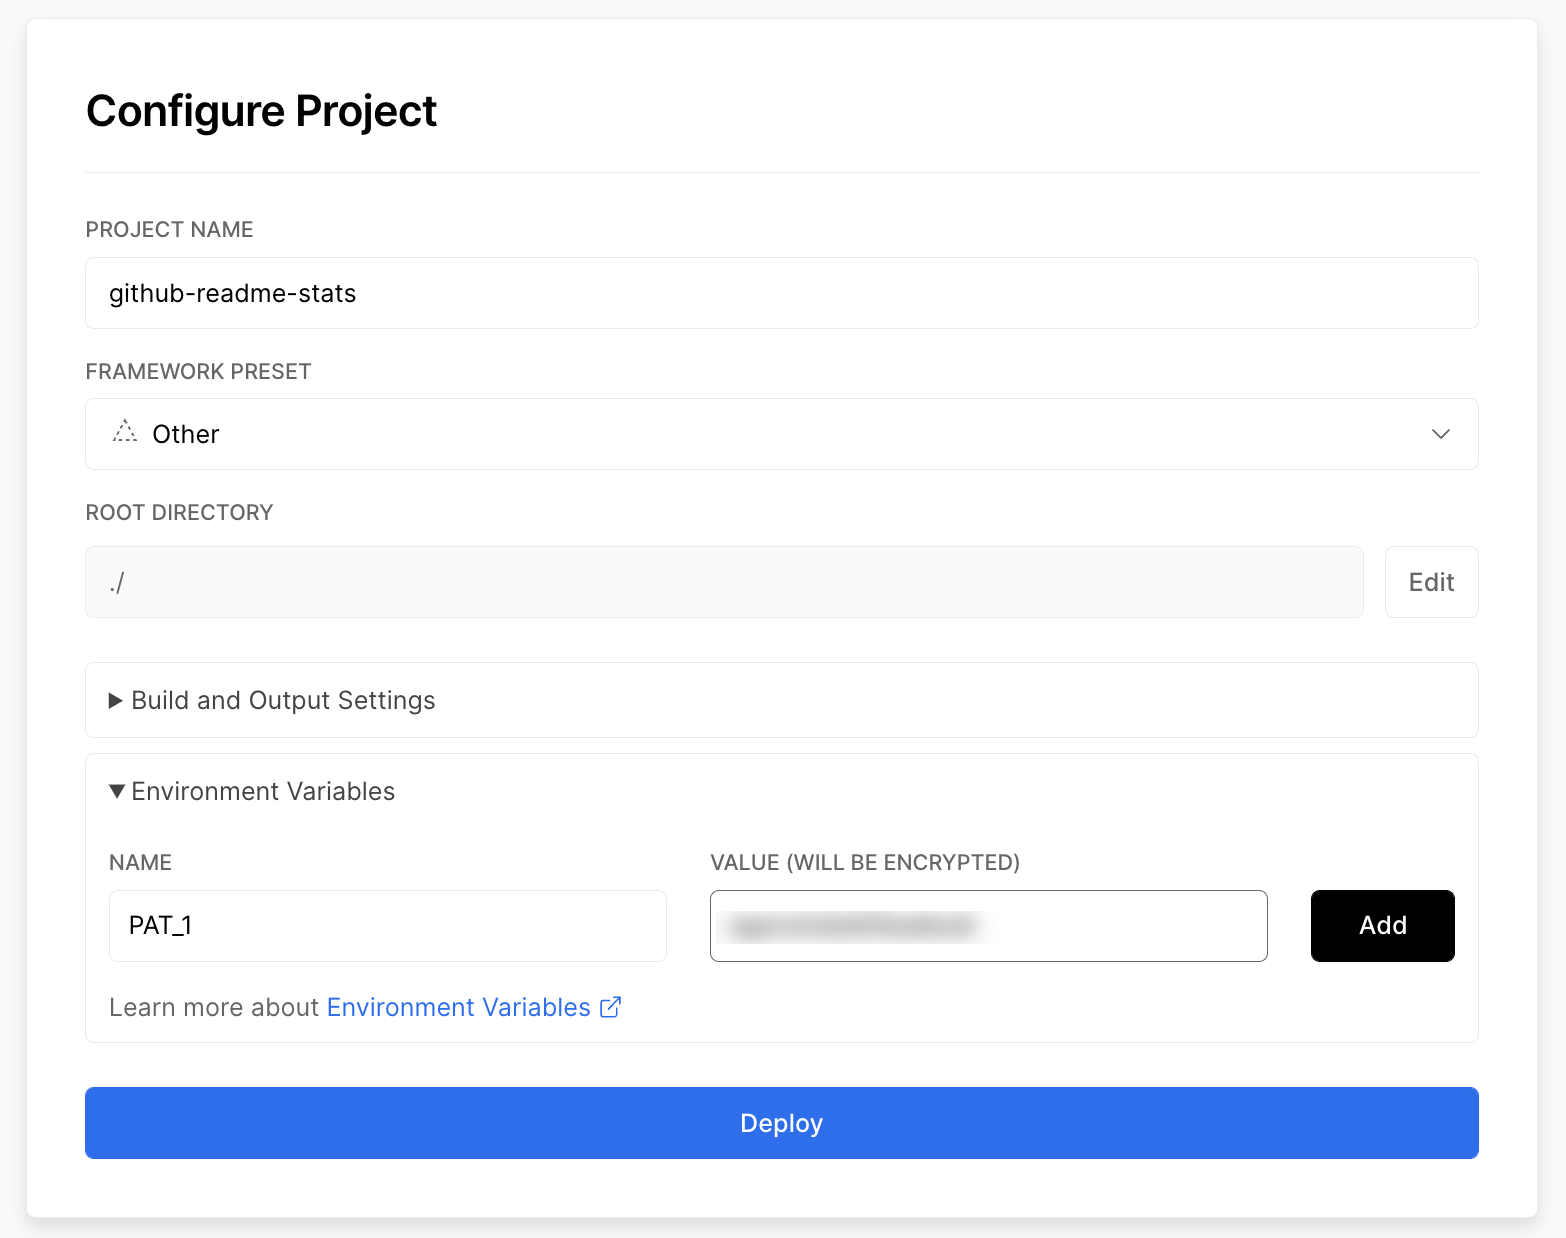 Configure Project
PROJECT NAME
github-readme-stats
FRAMEWORK PRESET
Other
ROOT DIRECTORY
./
Edit
Build and Output Settings
Environment Variables
NAME
VALUE (WILL BE ENCRYPTED)
PAT_1
Add
Learn more about Environment Variables
Deploy